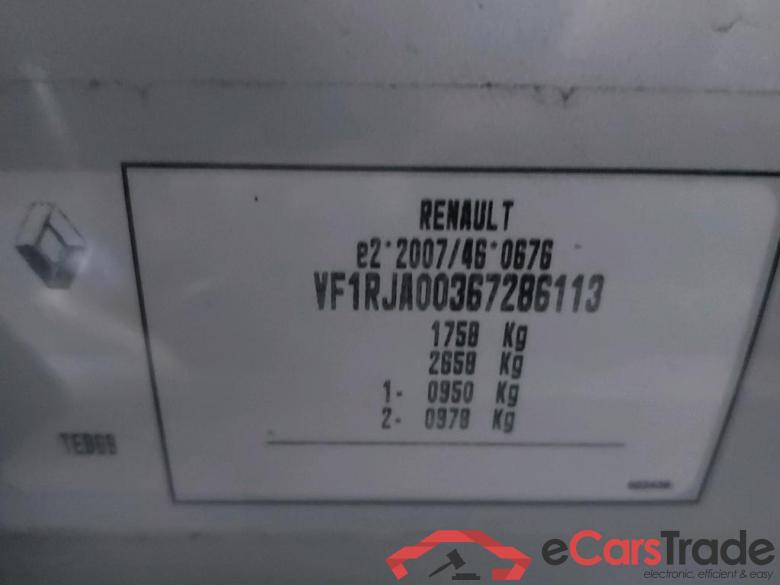 RENAULT
e2*2007/46*0676
VF1RJA00367286113
1758 Kg
2658 Kg
1- 0950 Kg
2- 0978 Kg
eCarsTrade
electronic, efficient & easy